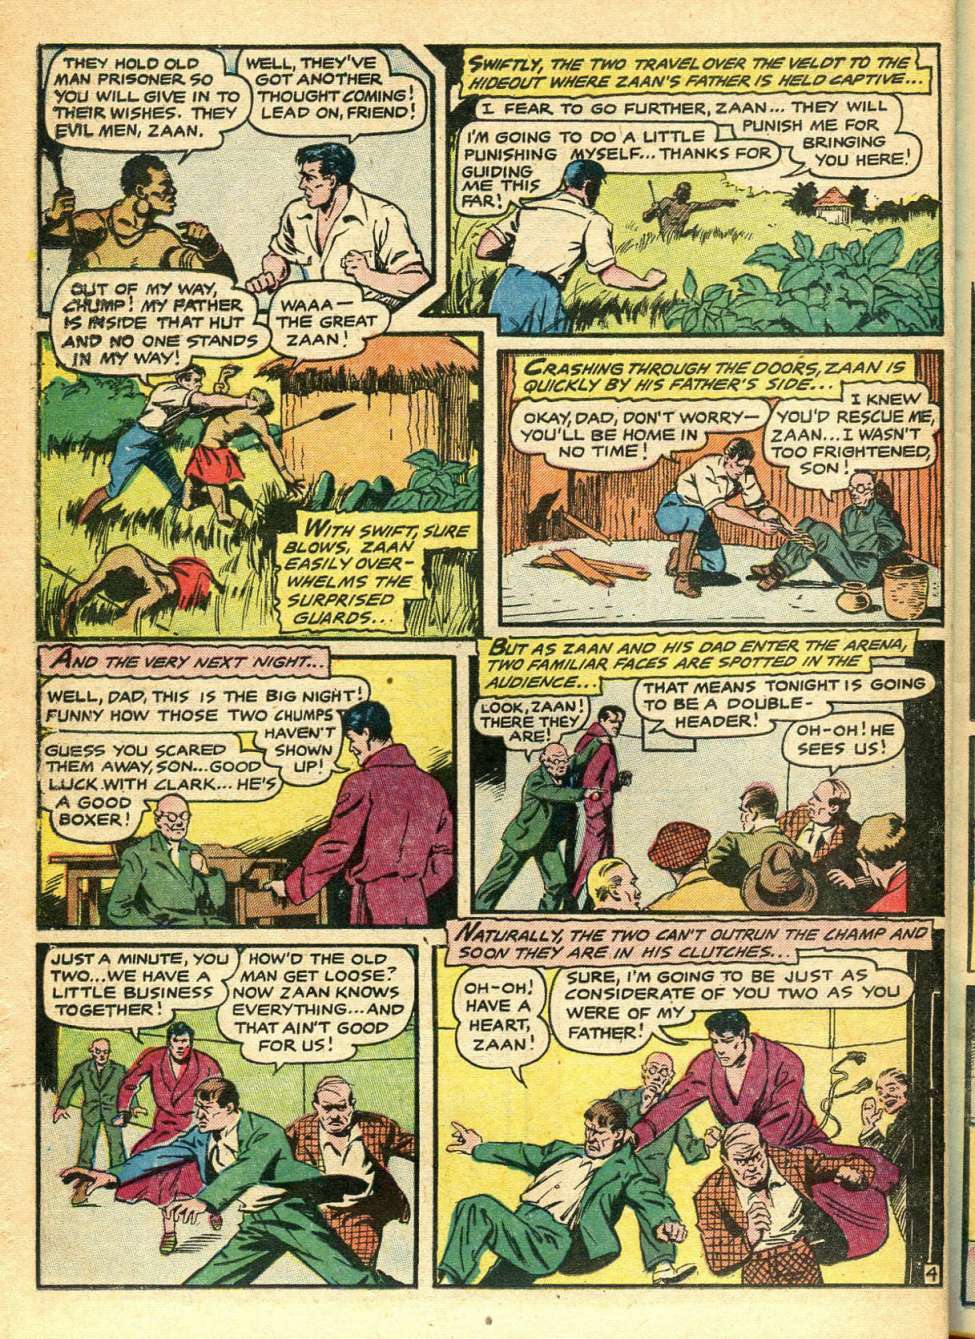 THEY HOLD OLD
MAN PRISONER SO
YOU WILL GIVE IN TO
THEIR WISHES. THEY
EVIL MEN, ZAAN.
WELL, THEY'VE
GOT ANOTHER
THOUGHT COMING!
LEAD ON, FRIEND!
SWIFTLY, THE TWO TRAVEL OVER THE VELDT TO THE
HIDEOUT WHERE ZAAN'S FATHER IS HELD CAPTIVE...
I FEAR TO GO FURTHER, ZAAN... THEY WILL
PUNISH ME FOR
BRINGING
YOU HERE!
I'M GOING TO DO A LITTLE
PUNISHING MYSELF... THANKS FOR
GUIDING
ME THIS
FAR!
OUT OF MY WAY,
CHUMP! MY FATHER
IS INSIDE THAT HUT
AND NO ONE STANDS
IN MY WAY!
WAAA—
THE GREAT
ZAAN!
WITH SWIFT, SURE
BLOWS, ZAAN
EASILY OVER-
WHELMS THE
SURPRISED
GUARDS...
CRASHING THROUGH THE DOORS, ZAAN IS
QUICKLY BY HIS FATHER'S SIDE...
OKAY, DAD, DON'T WORRY—
YOU'LL BE HOME IN
NO TIME!
I KNEW
YOU'D RESCUE ME,
ZAAN... I WASN'T
TOO FRIGHTENED,
SON!
AND THE VERY NEXT NIGHT...
WELL, DAD, THIS IS THE BIG NIGHT!
FUNNY HOW THOSE TWO CHUMPS
HAVEN'T
SHOWN
UP!
GUESS YOU SCARED
THEM AWAY, SON... GOOD
LUCK WITH CLARK... HE'S
A GOOD
BOXER!
BUT AS ZAAN AND HIS DAD ENTER THE ARENA,
TWO FAMILIAR FACES ARE SPOTTED IN THE
AUDIENCE...
LOOK, ZAAN!
THERE THEY
ARE!
THAT MEANS TONIGHT IS GOING
TO BE A DOUBLE-
HEADER!
OH-OH! HE
SEES US!
JUST A MINUTE, YOU
TWO... WE HAVE A
LITTLE BUSINESS
TOGETHER!
HOW'D THE OLD
MAN GET LOOSE?
NOW ZAAN KNOWS
EVERYTHING... AND
THAT AIN'T GOOD
FOR US!
NATURALLY, THE TWO CAN'T OUTRUN THE CHAMP AND
SOON THEY ARE IN HIS CLUTCHES...
OH-OH!
HAVE A
HEART,
ZAAN!
SURE, I'M GOING TO BE JUST AS
CONSIDERATE OF YOU TWO AS YOU
WERE OF MY
FATHER!
4